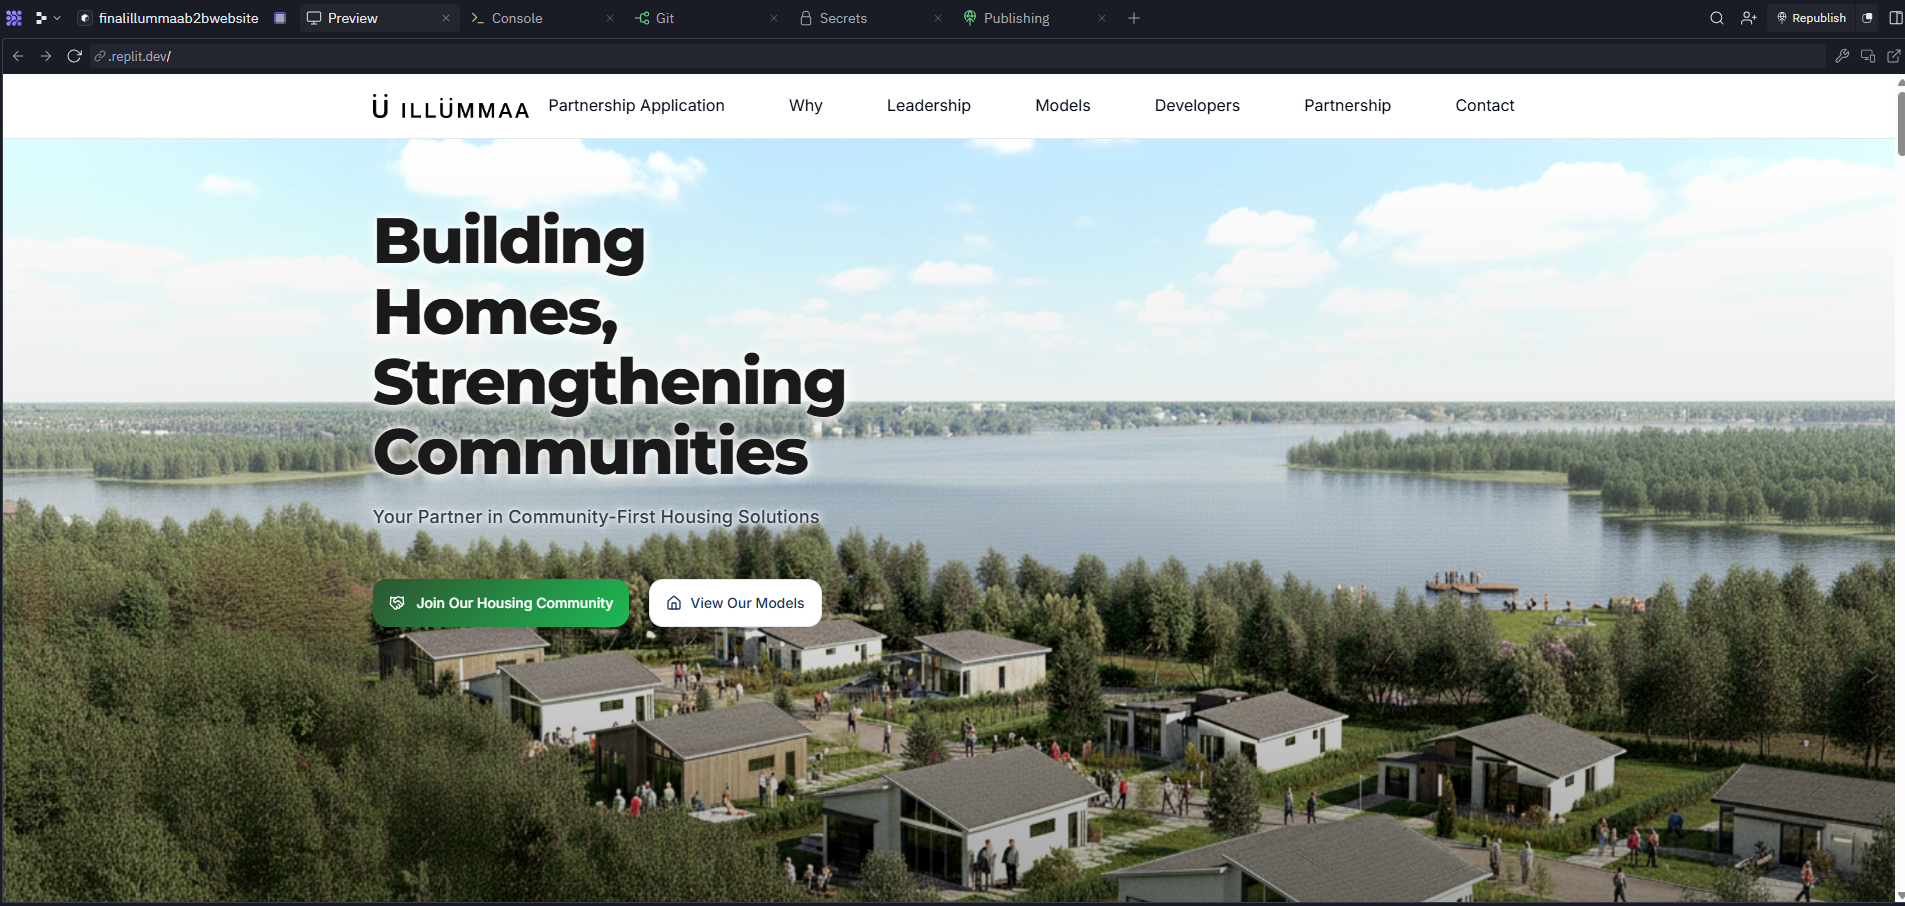 finalillummaab2bwebsite
Preview
Console
Git
Secrets
Publishing
Republish
.replit.dev/
Ü ILLÜMMAA
Partnership Application
Why
Leadership
Models
Developers
Partnership
Contact
Building
Homes,
Strengthening
Communities
Your Partner in Community-First Housing Solutions
Join Our Housing Community
View Our Models